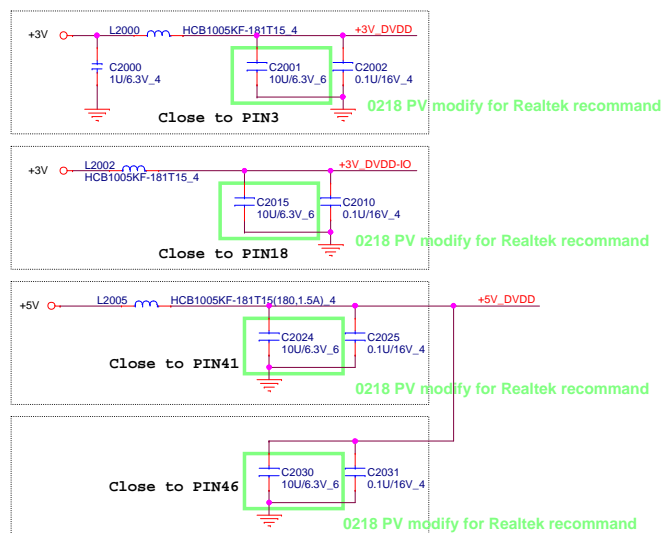 L2000 HCB1005KF-181T15_4 +3V_DVDD
+3V
C2000
1U/6.3V_4
C2001
10U/6.3V_6
C2002
0.1U/16V_4
0218 PV modify for Realtek recommand
Close to PIN3
L2002 +3V_DVDD-IO
+3V
HCB1005KF-181T15_4
C2015
10U/6.3V_6
C2010
0.1U/16V_4
0218 PV modify for Realtek recommand
Close to PIN18
L2005 HCB1005KF-181T15(180,1.5A)_4 +5V_DVDD
+5V
C2024
10U/6.3V_6
C2025
0.1U/16V_4
Close to PIN41
0218 PV modify for Realtek recommand
C2030
10U/6.3V_6
C2031
0.1U/16V_4
Close to PIN46
0218 PV modify for Realtek recommand